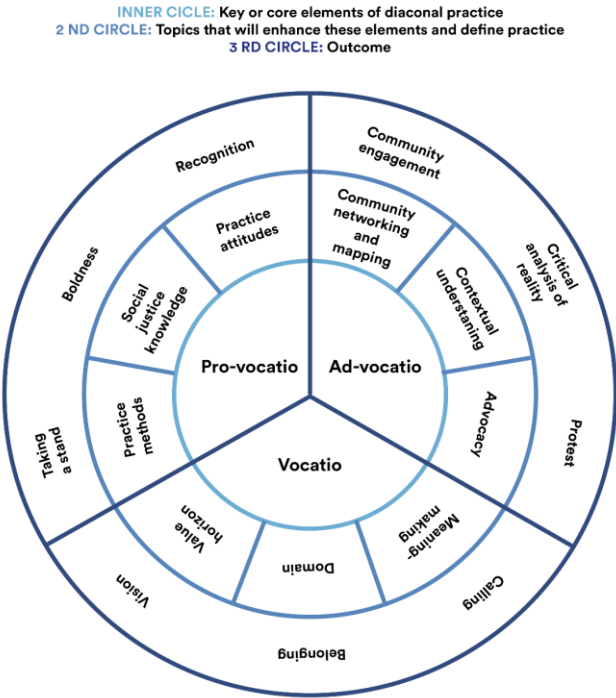 INNER CICLE: Key or core elements of diaconal practice
2 ND CIRCLE: Topics that will enhance these elements and define practice
3 RD CIRCLE: Outcome
Recognition
Community
engagement
Boldness
Critical
analysis of
reality
Taking
a stand
Protest
Vision
Belonging
Calling
Practice
attitudes
Community
networking
and
mapping
Social
justice
knowledge
Contextual
understaning
Practice
methods
Advocacy
Value
horizon
Domain
Meaning-
making
Pro-vocatio
Ad-vocatio
Vocatio